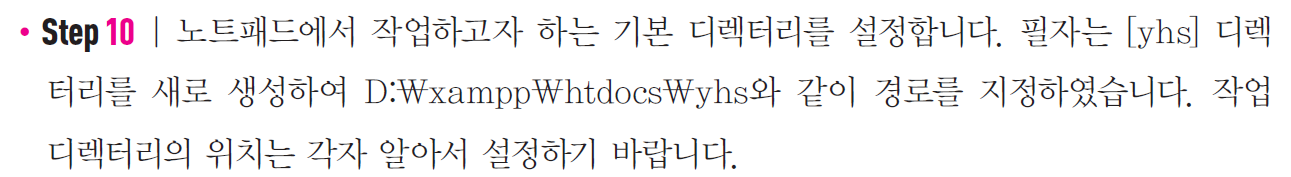 • Step 10 | 노트패드에서 작업하고자 하는 기본 디렉터리를 설정합니다. 필자는 [yhs] 디렉
터리를 새로 생성하여 D:₩xampp₩htdocs₩yhs와 같이 경로를 지정하였습니다. 작업
디렉터리의 위치는 각자 알아서 설정하기 바랍니다.